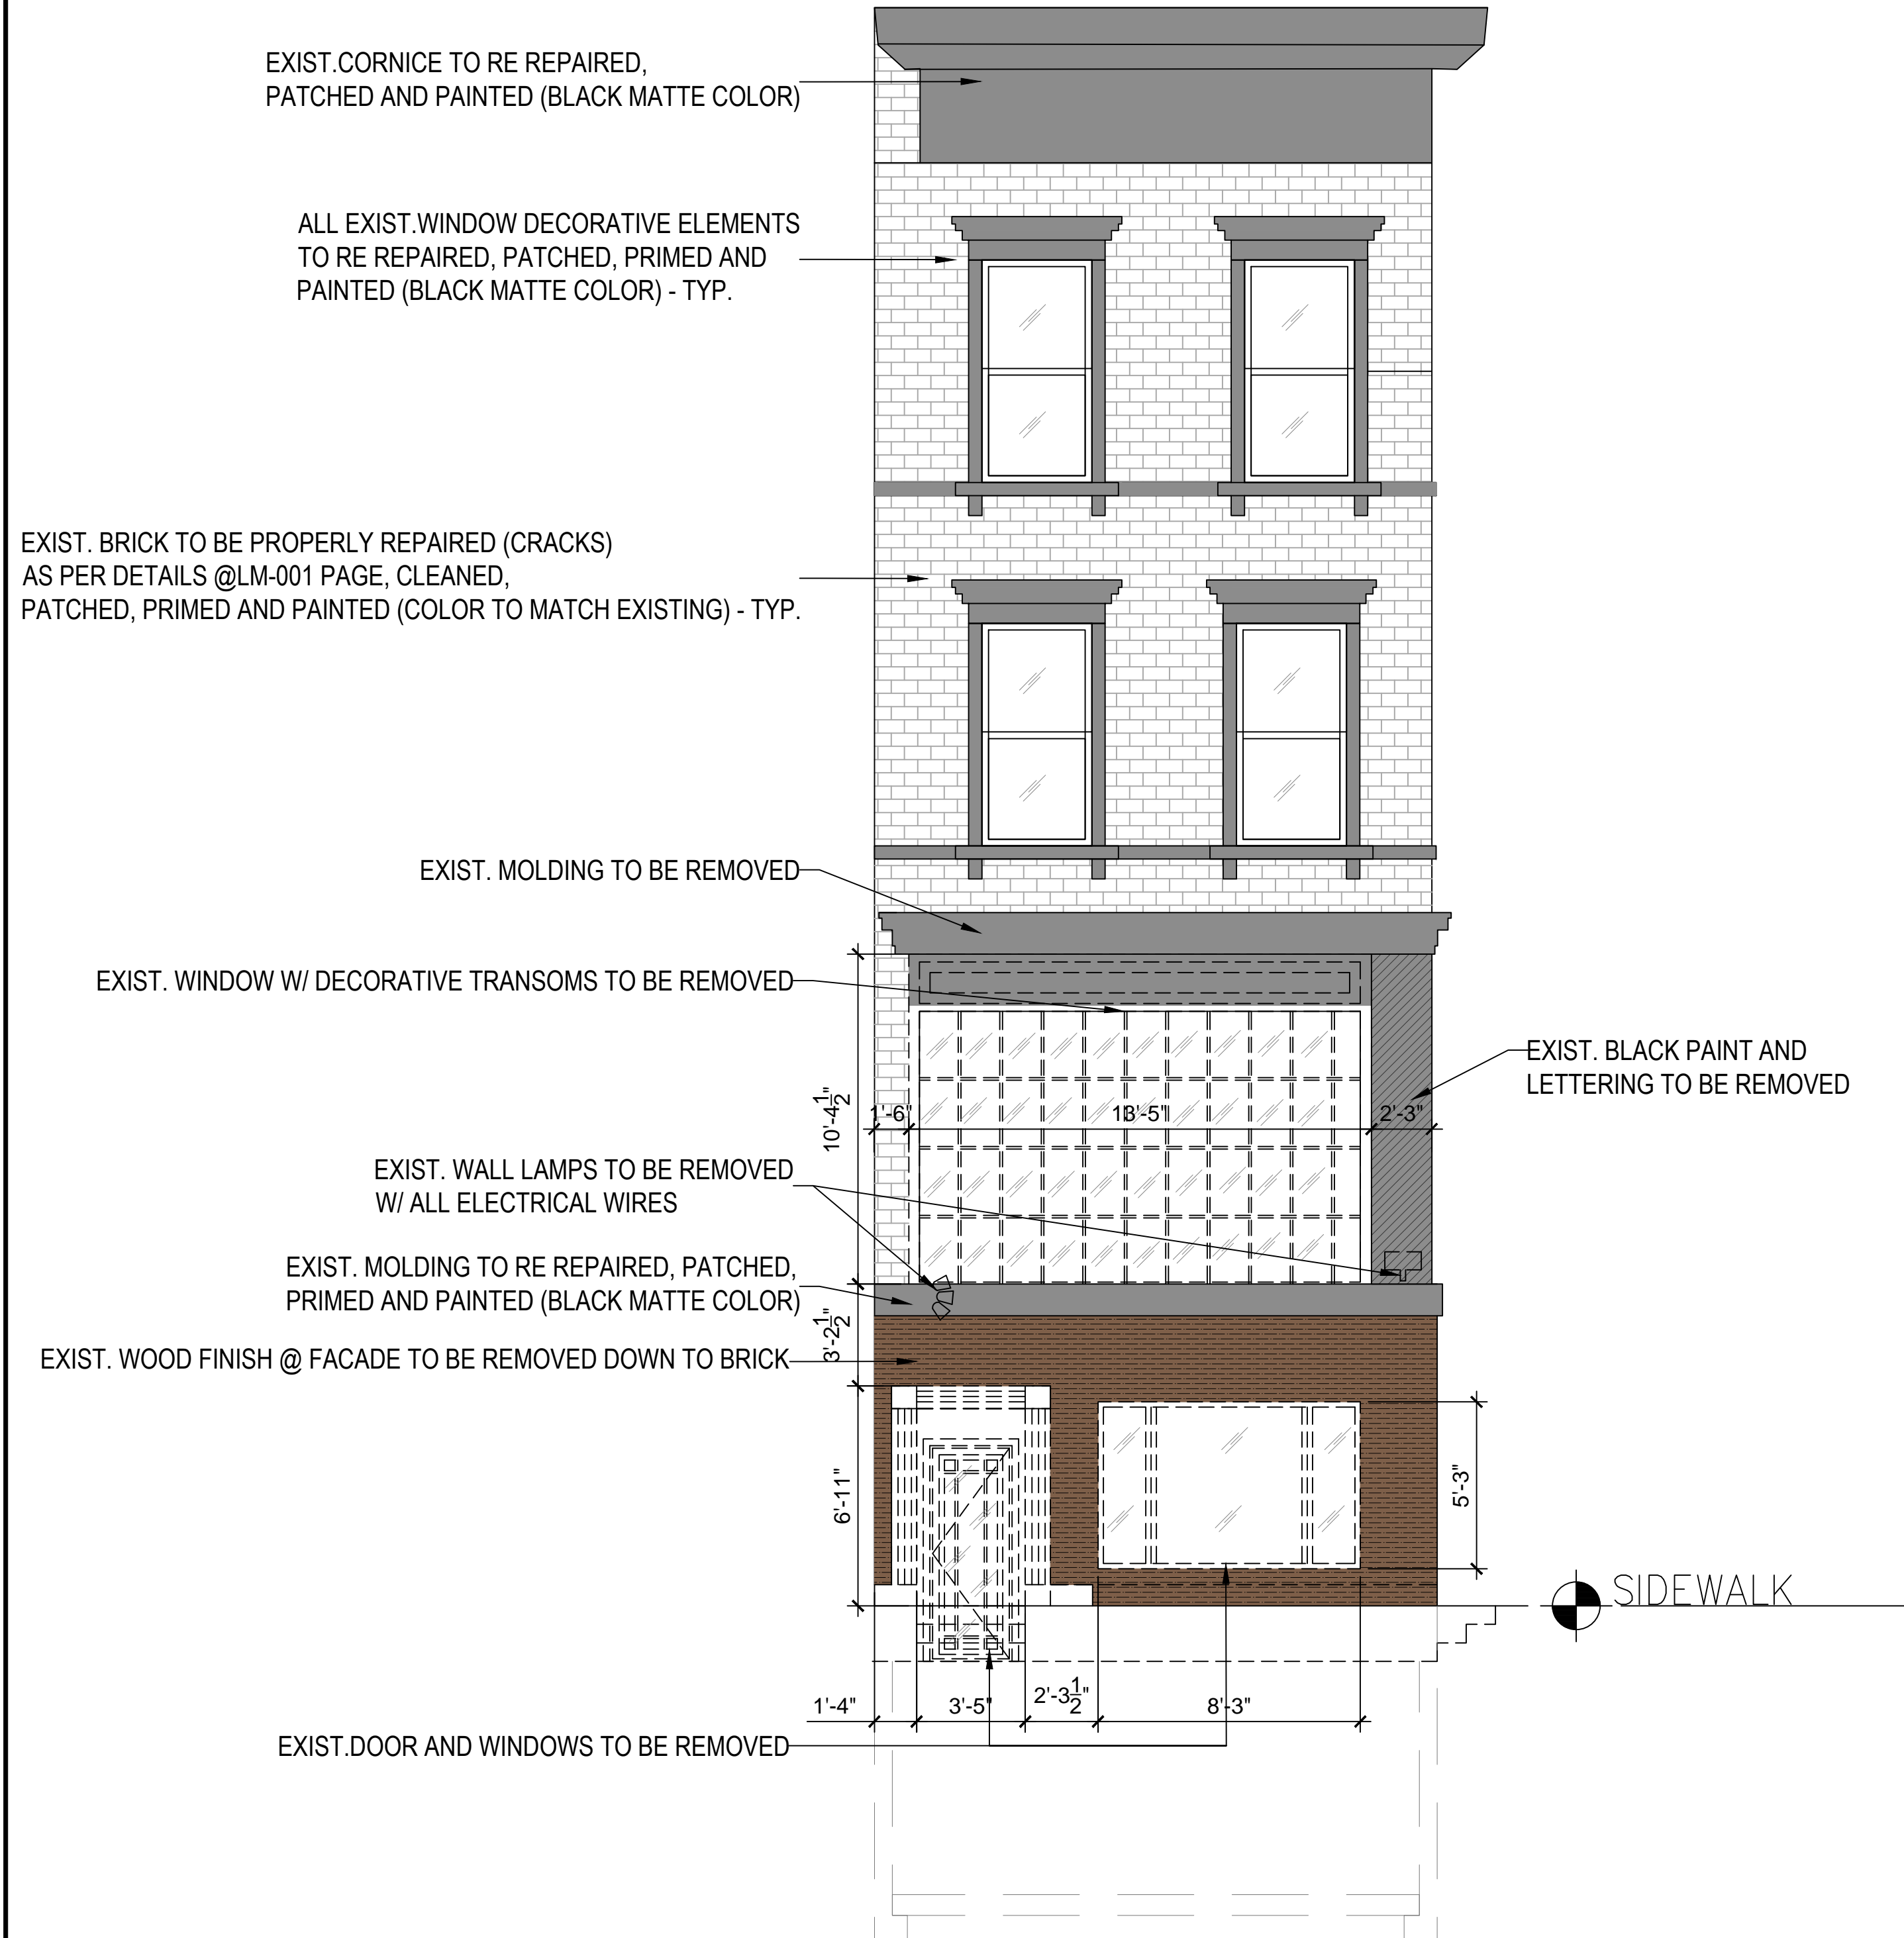 EXIST.CORNICE TO RE REPAIRED,
PATCHED AND PAINTED (BLACK MATTE COLOR)
ALL EXIST.WINDOW DECORATIVE ELEMENTS
TO RE REPAIRED, PATCHED, PRIMED AND
PAINTED (BLACK MATTE COLOR) - TYP.
EXIST. BRICK TO BE PROPERLY REPAIRED (CRACKS)
AS PER DETAILS @LM-001 PAGE, CLEANED,
PATCHED, PRIMED AND PAINTED (COLOR TO MATCH EXISTING) - TYP.
EXIST. MOLDING TO BE REMOVED
EXIST. WINDOW W/ DECORATIVE TRANSOMS TO BE REMOVED
EXIST. BLACK PAINT AND
LETTERING TO BE REMOVED
10'-4 1/2"
1'-6"
13'-5"
2'-3"
EXIST. WALL LAMPS TO BE REMOVED
W/ ALL ELECTRICAL WIRES
EXIST. MOLDING TO RE REPAIRED, PATCHED,
PRIMED AND PAINTED (BLACK MATTE COLOR)
3'-2 1/2"
EXIST. WOOD FINISH @ FACADE TO BE REMOVED DOWN TO BRICK
6'-11"
5'-3"
SIDEWALK
1'-4"
3'-5"
2'-3 1/2"
8'-3"
EXIST.DOOR AND WINDOWS TO BE REMOVED